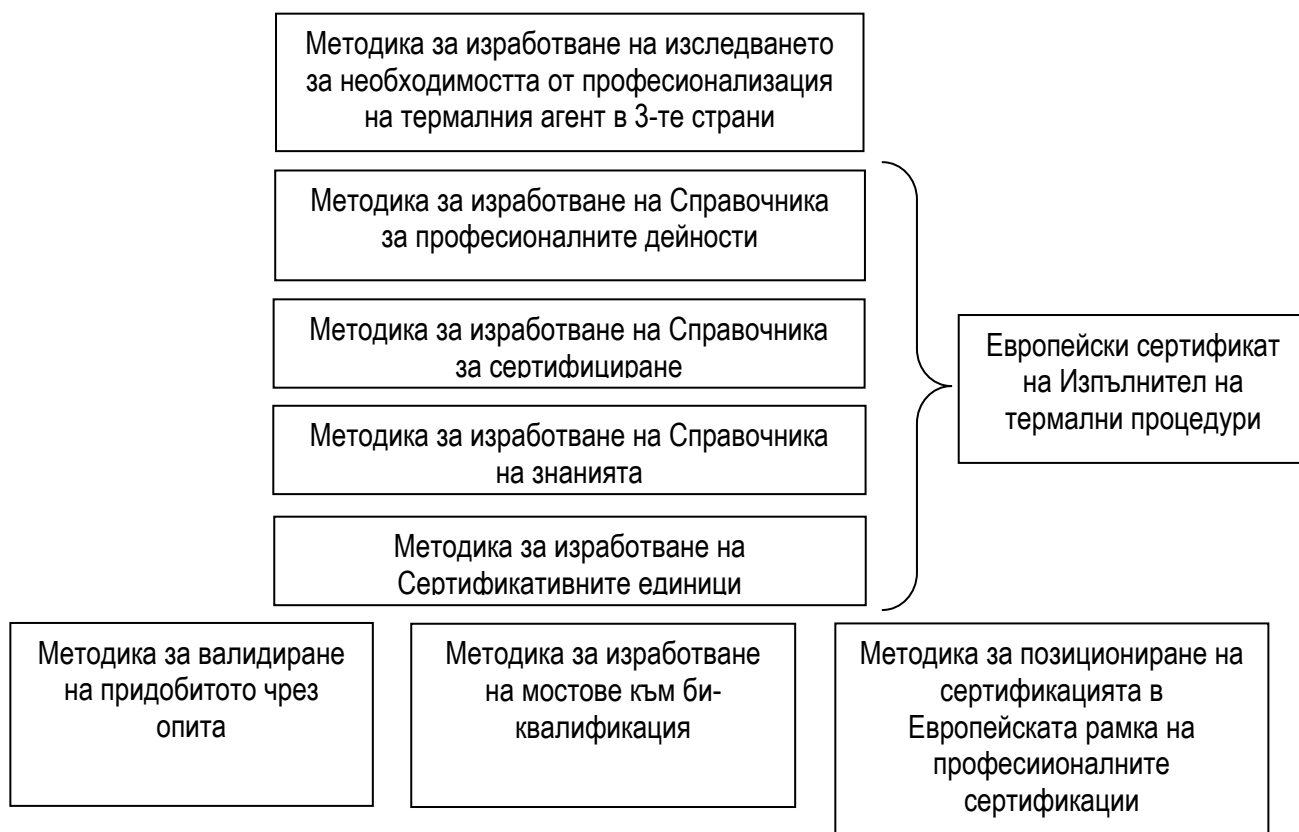 Методика за изработване на изследването
за необходимостта от професионализация
на термалния агент в 3-те страни
Методика за изработване на Справочника
за професионалните дейности
Методика за изработване на Справочника
за сертифициране
Методика за изработване на Справочника
на знанията
Методика за изработване на
Сертификативните единици
Европейски сертификат
на Изпълнител на
термални процедури
Методика за валидиране
на придобитото чрез
опита
Методика за изработване
на мостове към би-
квалификация
Методика за позициониране на
сертификацията в
Европейската рамка на
професиионалните
сертификации